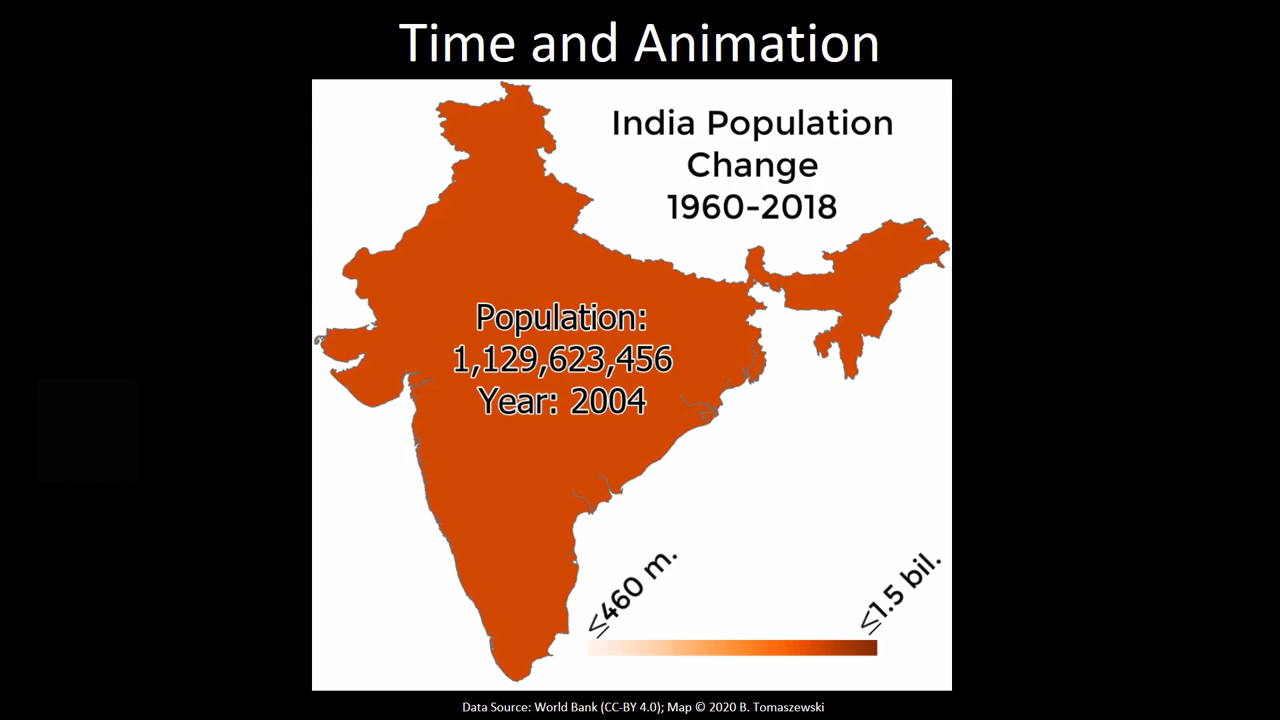 Time and Animation
India Population
Change
1960-2018
Population:
1,129,623,456
Year: 2004
≤460 m.
≤1.5 bil.
Data Source: World Bank (CC-BY 4.0); Map © 2020 B. Tomaszewski